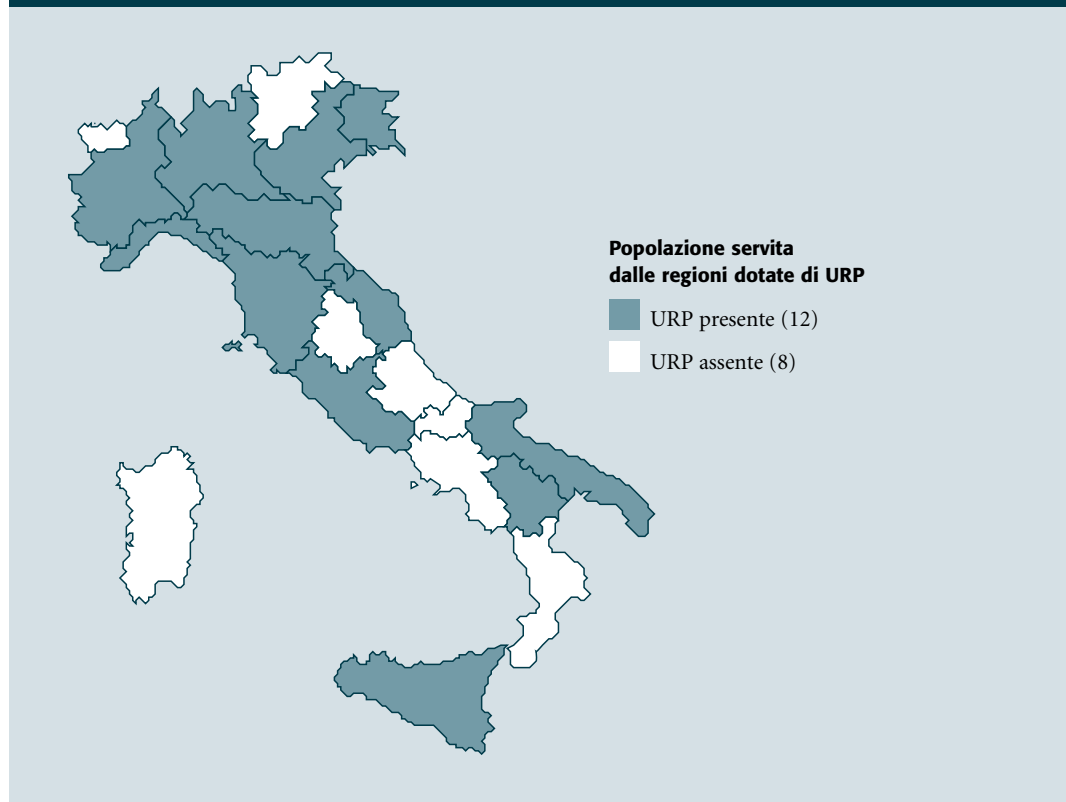 Popolazione servita
dalle regioni dotate di URP
URP presente (12)
URP assente (8)